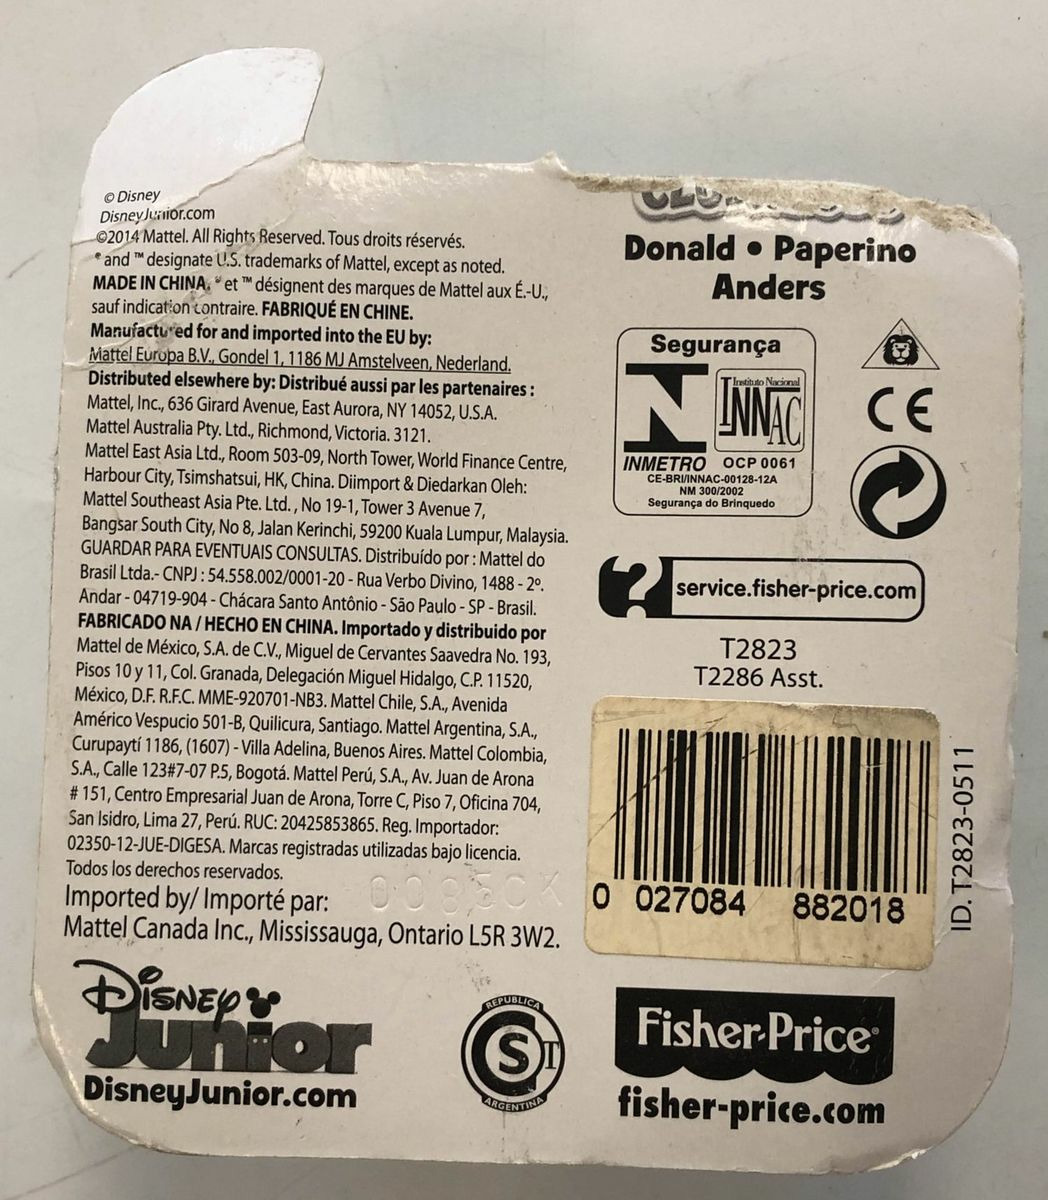 © Disney
DisneyJunior.com
©2014 Mattel. All Rights Reserved. Tous droits réservés.
® and ™ designate U.S. trademarks of Mattel, except as noted.
MADE IN CHINA. ® et ™ désignent des marques de Mattel aux É.-U.,
sauf indication contraire. FABRIQUÉ EN CHINE.
Manufactured for and imported into the EU by:
Mattel Europa B.V., Gondel 1, 1186 MJ Amstelveen, Nederland.
Distributed elsewhere by: Distribué aussi par les partenaires :
Mattel, Inc., 636 Girard Avenue, East Aurora, NY 14052, U.S.A.
Mattel Australia Pty. Ltd., Richmond, Victoria. 3121.
Mattel East Asia Ltd., Room 503-09, North Tower, World Finance Centre,
Harbour City, Tsimshatsui, HK, China. Diimport & Diedarkan Oleh:
Mattel Southeast Asia Pte. Ltd. , No 19-1, Tower 3 Avenue 7,
Bangsar South City, No 8, Jalan Kerinchi, 59200 Kuala Lumpur, Malaysia.
GUARDAR PARA EVENTUAIS CONSULTAS. Distribuído por : Mattel do
Brasil Ltda.- CNPJ : 54.558.002/0001-20 - Rua Verbo Divino, 1488 - 2º.
Andar - 04719-904 - Chácara Santo Antônio - São Paulo - SP - Brasil.
FABRICADO NA / HECHO EN CHINA. Importado y distribuido por
Mattel de México, S.A. de C.V., Miguel de Cervantes Saavedra No. 193,
Pisos 10 y 11, Col. Granada, Delegación Miguel Hidalgo, C.P. 11520,
México, D.F. R.F.C. MME-920701-NB3. Mattel Chile, S.A., Avenida
Américo Vespucio 501-B, Quilicura, Santiago. Mattel Argentina, S.A.,
Curupaytí 1186, (1607) - Villa Adelina, Buenos Aires. Mattel Colombia,
S.A., Calle 123#7-07 P.5, Bogotá. Mattel Perú, S.A., Av. Juan de Arona
# 151, Centro Empresarial Juan de Arona, Torre C, Piso 7, Oficina 704,
San Isidro, Lima 27, Perú. RUC: 20425853865. Reg. Importador:
02350-12-JUE-DIGESA. Marcas registradas utilizadas bajo licencia.
Todos los derechos reservados.
Imported by/ Importé par:
Mattel Canada Inc., Mississauga, Ontario L5R 3W2.
Disney
Junior
DisneyJunior.com
REPUBLICA
S T
ARGENTINA
Donald • Paperino
Anders
Segurança
Instituto Nacional
INNAC
INMETRO OCP 0061
CE-BRI/INNAC-00128-12A
NM 300/2002
Segurança do Brinquedo
CE
?
service.fisher-price.com
T2823
T2286 Asst.
0 027084 882018
ID. T2823-0511
Fisher-Price®
fisher-price.com